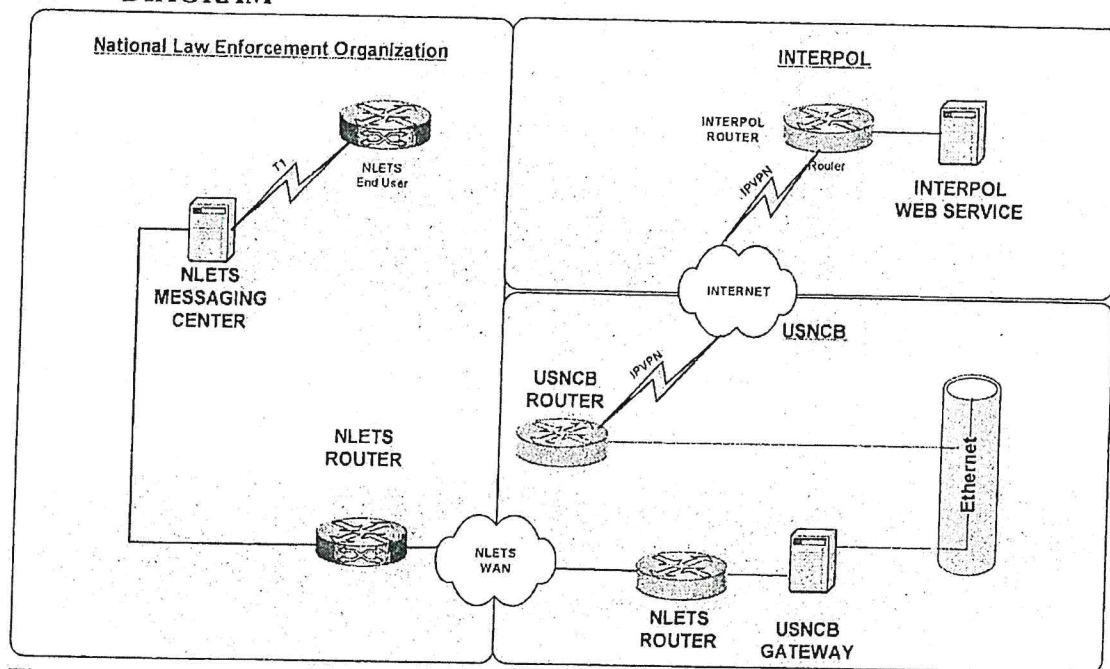 DIAGRAM
National Law Enforcement Organization
T1
NLETS
End User
NLETS
MESSAGING
CENTER
NLETS
ROUTER
NLETS
WAN
INTERPOL
INTERPOL
ROUTER
Router
IPVPN
INTERPOL
WEB SERVICE
INTERNET
USNCB
IPVPN
USNCB
ROUTER
Ethernet
NLETS
ROUTER
USNCB
GATEWAY